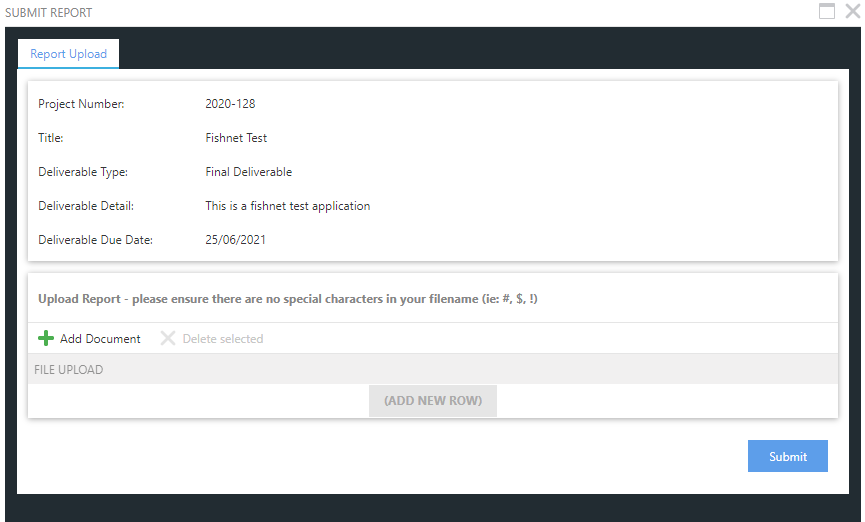 SUBMIT REPORT
Report Upload
Project Number: 2020-128
Title: Fishnet Test
Deliverable Type: Final Deliverable
Deliverable Detail: This is a fishnet test application
Deliverable Due Date: 25/06/2021
Upload Report - please ensure there are no special characters in your filename (ie: #, $, !)
Add Document Delete selected
FILE UPLOAD
(ADD NEW ROW)
Submit